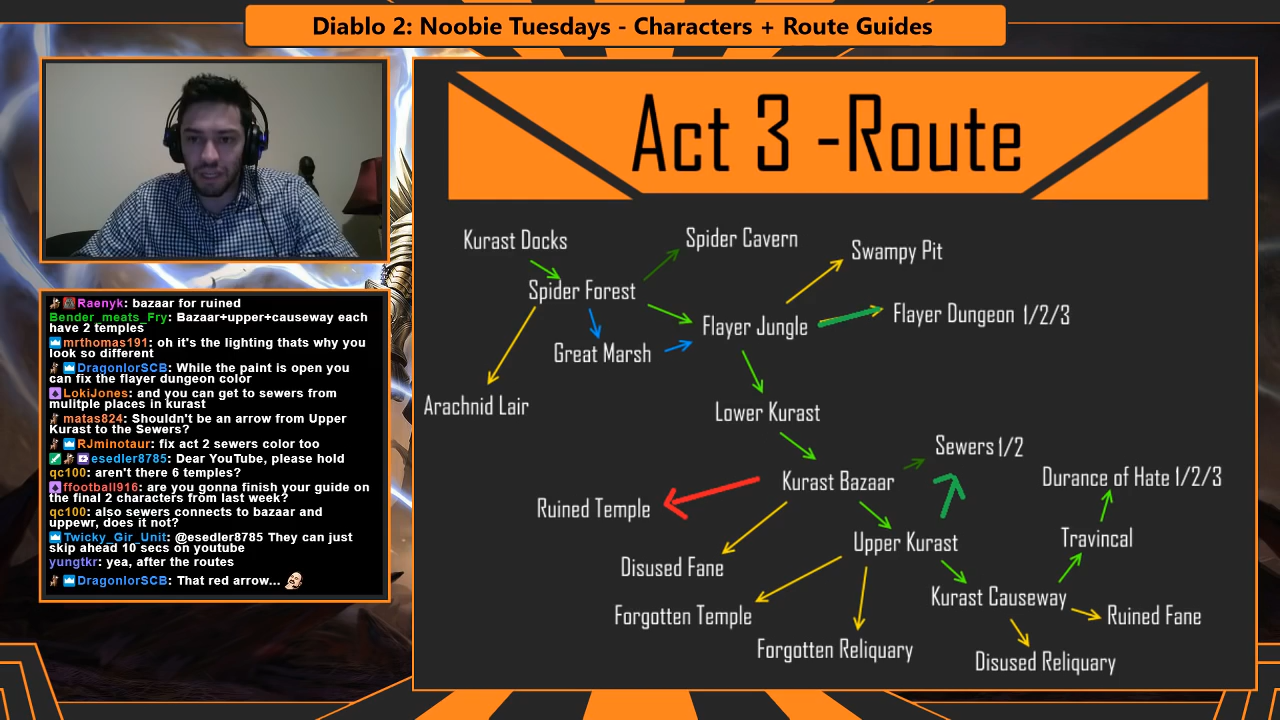 Diablo 2: Noobie Tuesdays - Characters + Route Guides
Raenyk: bazaar for ruined
Bender_meats_Fry: Bazaar+upper+causeway each
have 2 temples
mrthomas191: oh it's the lighting thats why you
look so different
DragonlorSCB: While the paint is open you
can fix the flayer dungeon color
LokiJones: and you can get to sewers from
mulitple places in kurast
matas824: Shouldn't be an arrow from Upper
Kurast to the Sewers?
RJminotaur: fix act 2 sewers color too
esedler8785: Dear YouTube, please hold
qc100: aren't there 6 temples?
ffootball916: are you gonna finish your guide on
the final 2 characters from last week?
qc100: also sewers connects to bazaar and
uppewr, does it not?
Twicky_Gir_Unit: @esedler8785 They can just
skip ahead 10 secs on youtube
yungtkr: yea, after the routes
DragonlorSCB: That red arrow...
Act 3 -Route
Kurast Docks
Spider Cavern
Swampy Pit
Spider Forest
Flayer Jungle
Flayer Dungeon 1/2/3
Great Marsh
Arachnid Lair
Lower Kurast
Sewers 1/2
Kurast Bazaar
Durance of Hate 1/2/3
Ruined Temple
Upper Kurast
Travincal
Disused Fane
Kurast Causeway
Forgotten Temple
Ruined Fane
Forgotten Reliquary
Disused Reliquary